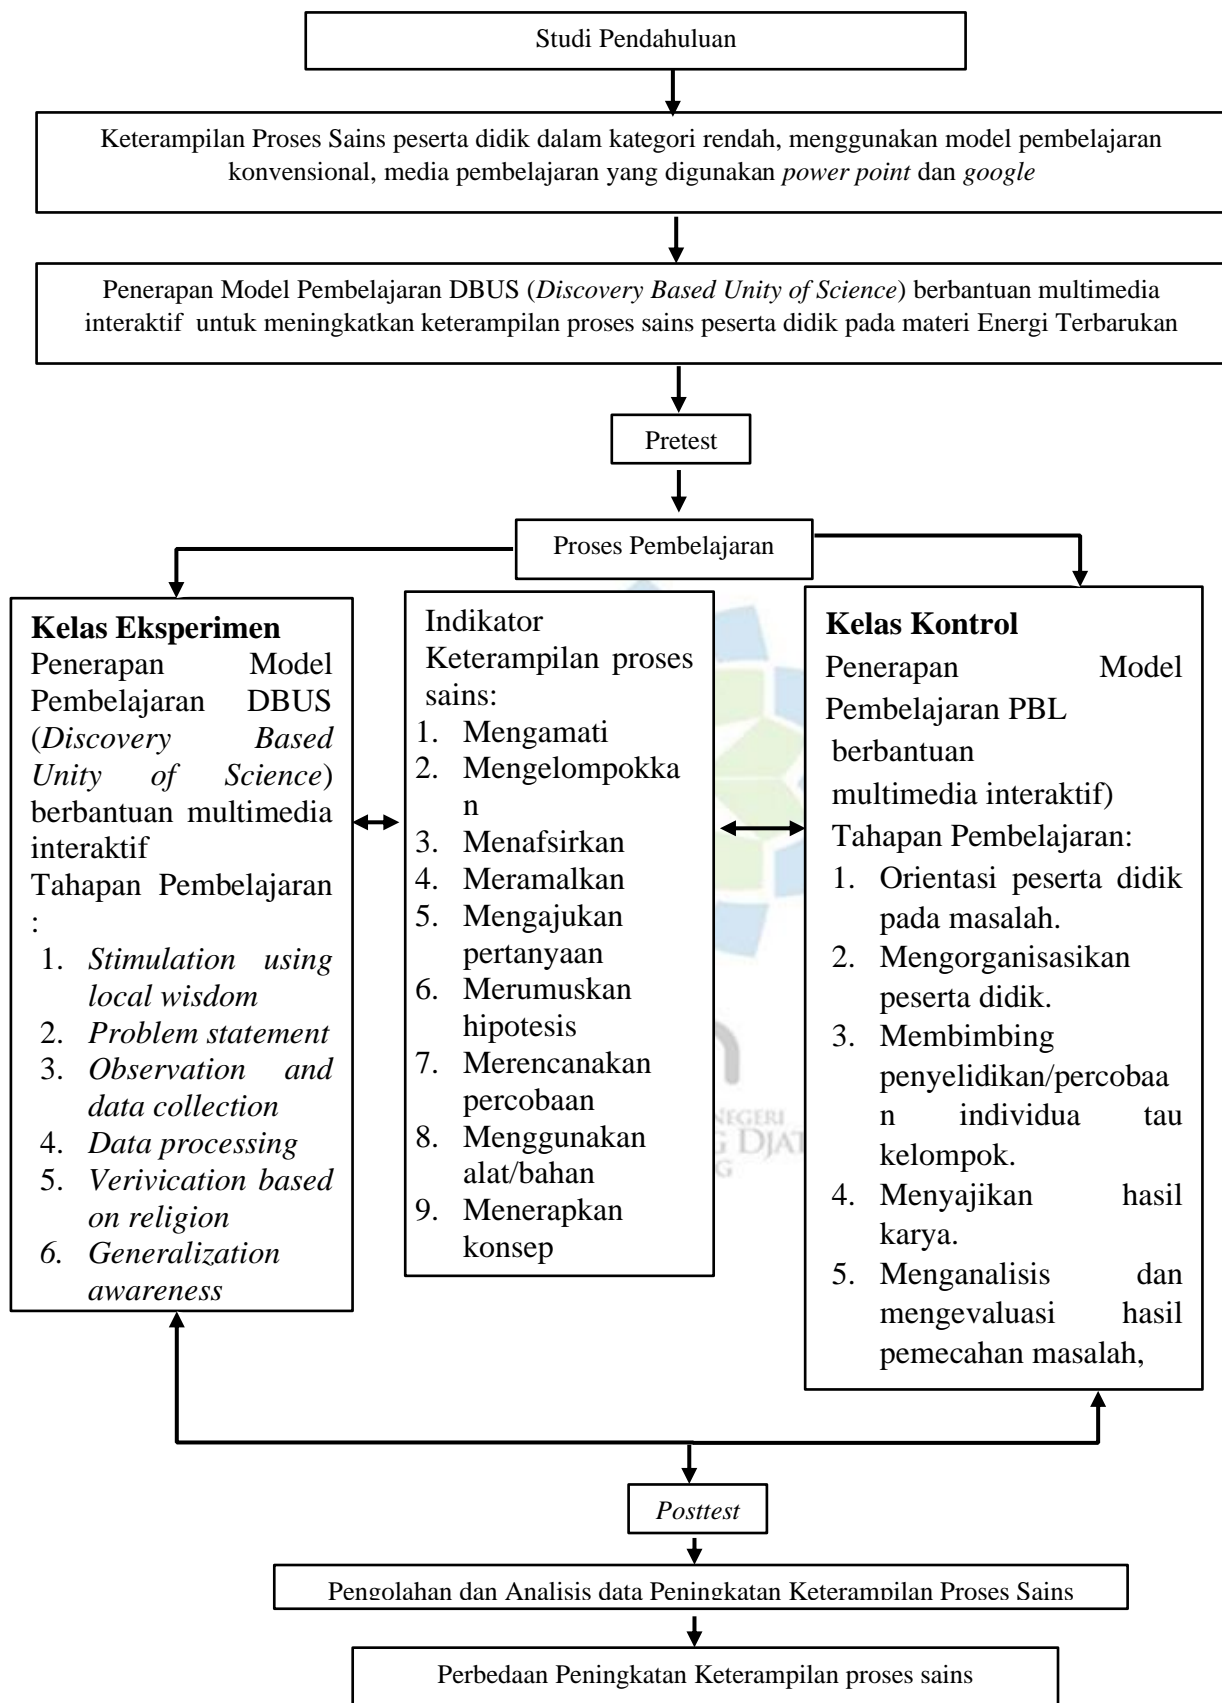 Studi Pendahuluan
Keterampilan Proses Sains peserta didik dalam kategori rendah, menggunakan model pembelajaran
konvensional, media pembelajaran yang digunakan power point dan google
Penerapan Model Pembelajaran DBUS (Discovery Based Unity of Science) berbantuan multimedia
interaktif untuk meningkatkan keterampilan proses sains peserta didik pada materi Energi Terbarukan
Pretest
Proses Pembelajaran
Kelas Eksperimen
Penerapan Model
Pembelajaran DBUS
(Discovery Based
Unity of Science)
berbantuan multimedia
interaktif
Tahapan Pembelajaran
:
1. Stimulation using
local wisdom
2. Problem statement
3. Observation and
data collection
4. Data processing
5. Verivication based
on religion
6. Generalization
awareness
Indikator
Keterampilan proses
sains:
1. Mengamati
2. Mengelompokka
n
3. Menafsirkan
4. Meramalkan
5. Mengajukan
pertanyaan
6. Merumuskan
hipotesis
7. Merencanakan
percobaan
8. Menggunakan
alat/bahan
9. Menerapkan
konsep
Kelas Kontrol
Penerapan Model
Pembelajaran PBL
berbantuan
multimedia interaktif)
Tahapan Pembelajaran:
1. Orientasi peserta didik
pada masalah.
2. Mengorganisasikan
peserta didik.
3. Membimbing
penyelidikan/percobaa
n individua tau
kelompok.
4. Menyajikan hasil
karya.
5. Menganalisis dan
mengevaluasi hasil
pemecahan masalah,
NEGERI
G DJAT
G
Posttest
Pengolahan dan Analisis data Peningkatan Keterampilan Proses Sains
Perbedaan Peningkatan Keterampilan proses sains